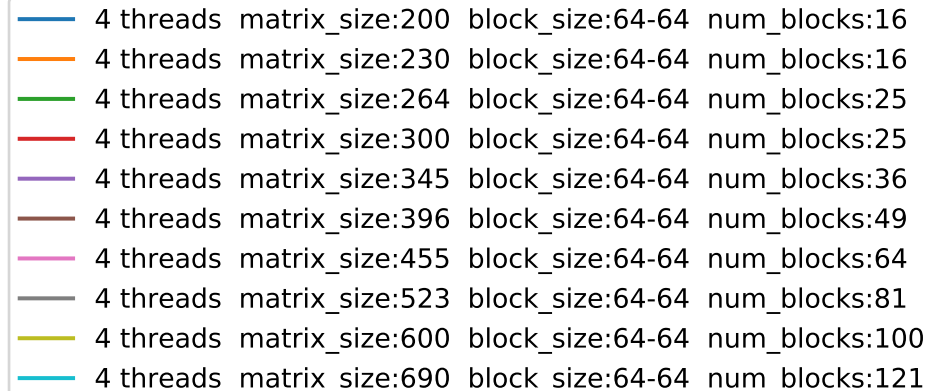 4 threads matrix_size:200 block_size:64-64 num_blocks:16
4 threads matrix_size:230 block_size:64-64 num_blocks:16
4 threads matrix_size:264 block_size:64-64 num_blocks:25
4 threads matrix_size:300 block_size:64-64 num_blocks:25
4 threads matrix_size:345 block_size:64-64 num_blocks:36
4 threads matrix_size:396 block_size:64-64 num_blocks:49
4 threads matrix_size:455 block_size:64-64 num_blocks:64
4 threads matrix_size:523 block_size:64-64 num_blocks:81
4 threads matrix_size:600 block_size:64-64 num_blocks:100
4 threads matrix_size:690 block_size:64-64 num_blocks:121